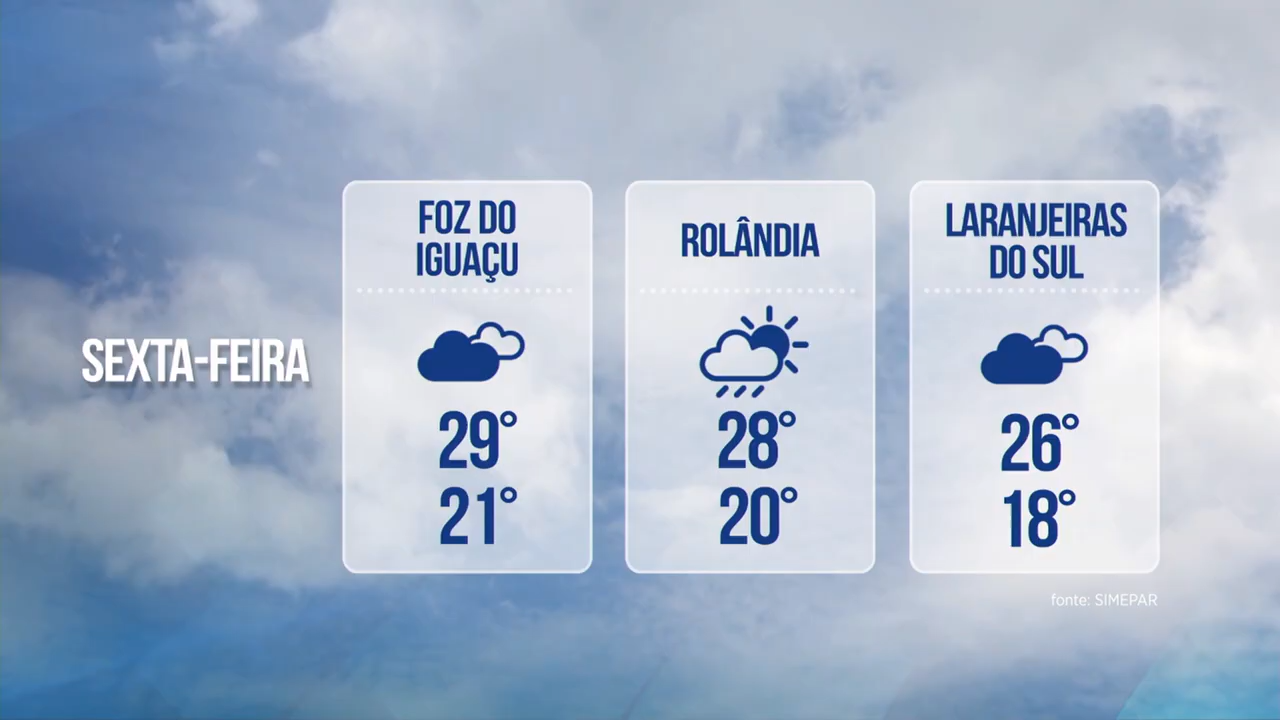 SEXTA-FEIRA
FOZ DO
IGUAÇU
29°
21°
ROLÂNDIA
28°
20°
LARANJEIRAS
DO SUL
26°
18°
fonte: SIMEPAR